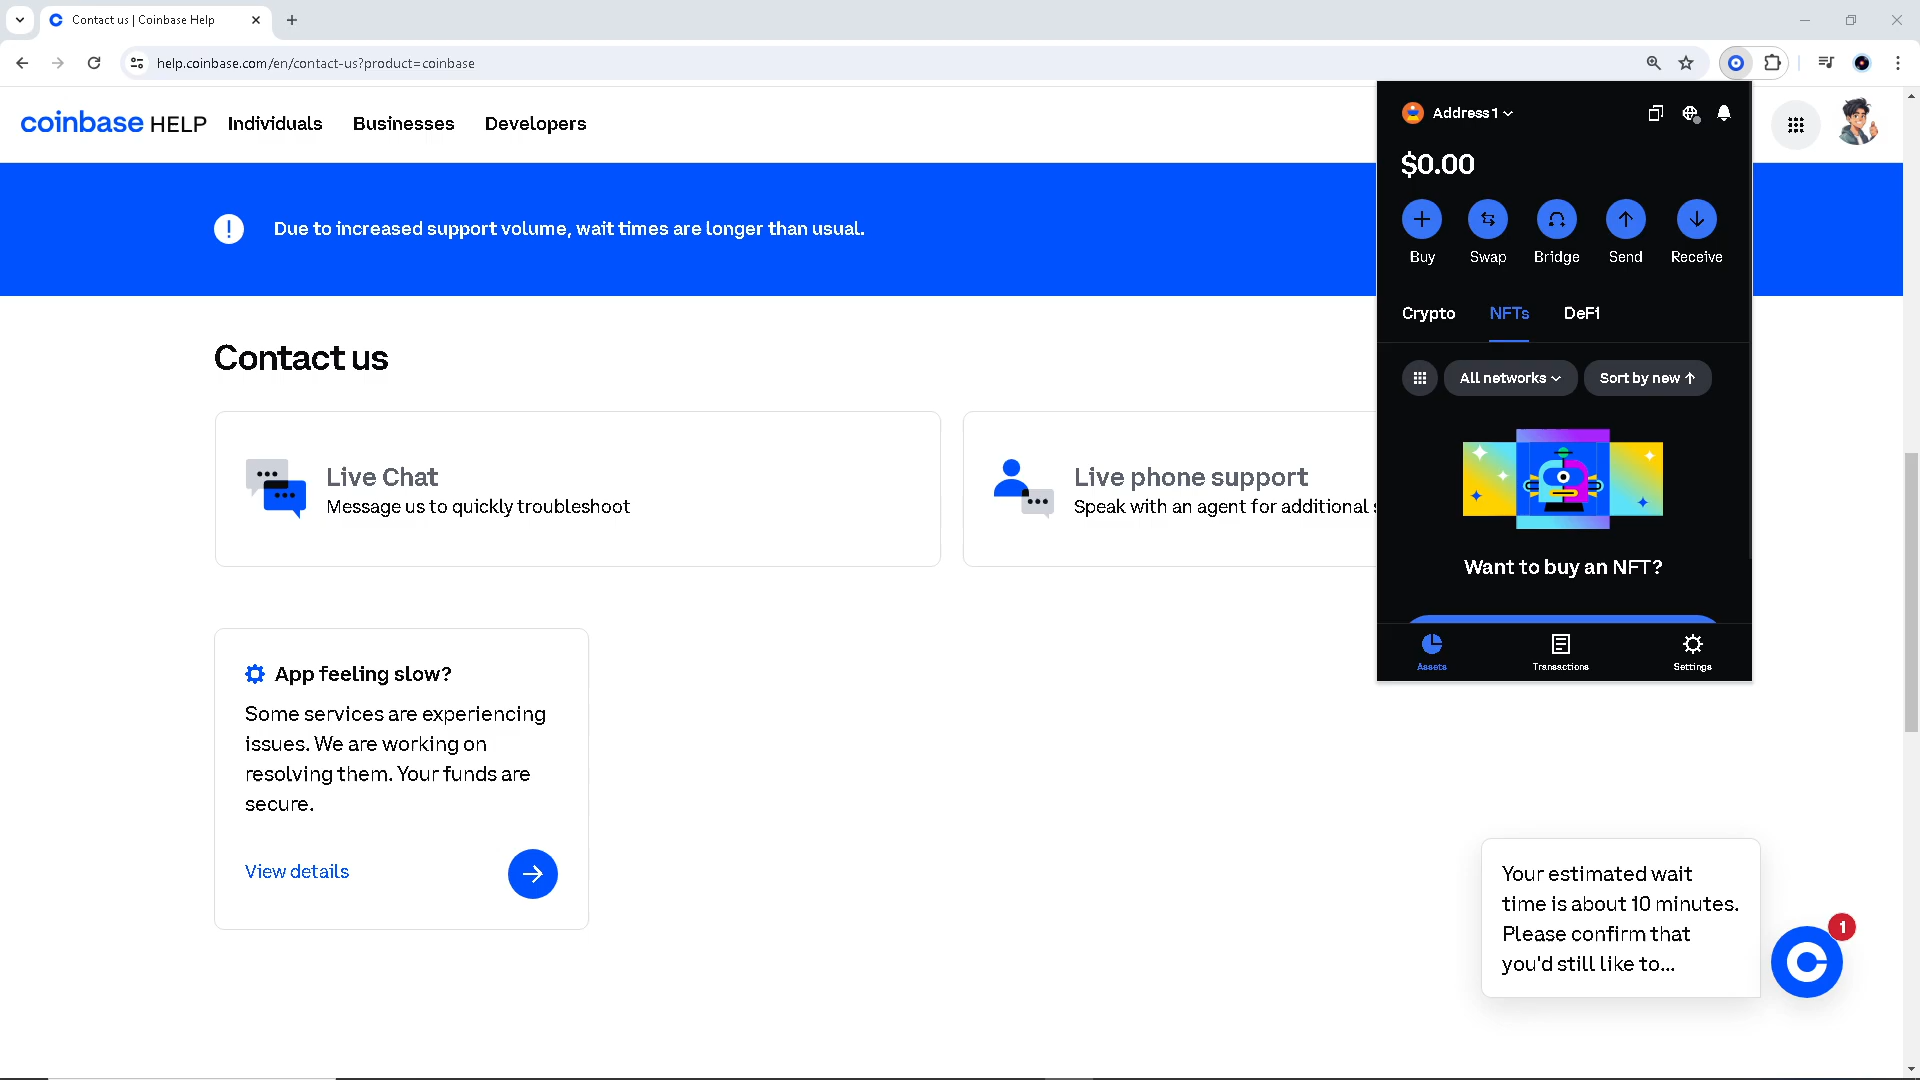 Contact us | Coinbase Help
help.coinbase.com/en/contact-us?product=coinbase
coinbase HELP
Individuals
Businesses
Developers
Due to increased support volume, wait times are longer than usual.
Contact us
Live Chat
Message us to quickly troubleshoot
Live phone support
Speak with an agent for additional
App feeling slow?
Some services are experiencing
issues. We are working on
resolving them. Your funds are
secure.
View details
Address 1
$0.00
Buy
Swap
Bridge
Send
Receive
Crypto
NFTs
DeFi
All networks
Sort by new ↑
Want to buy an NFT?
Assets
Transactions
Settings
Your estimated wait
time is about 10 minutes.
Please confirm that
you'd still like to...
1